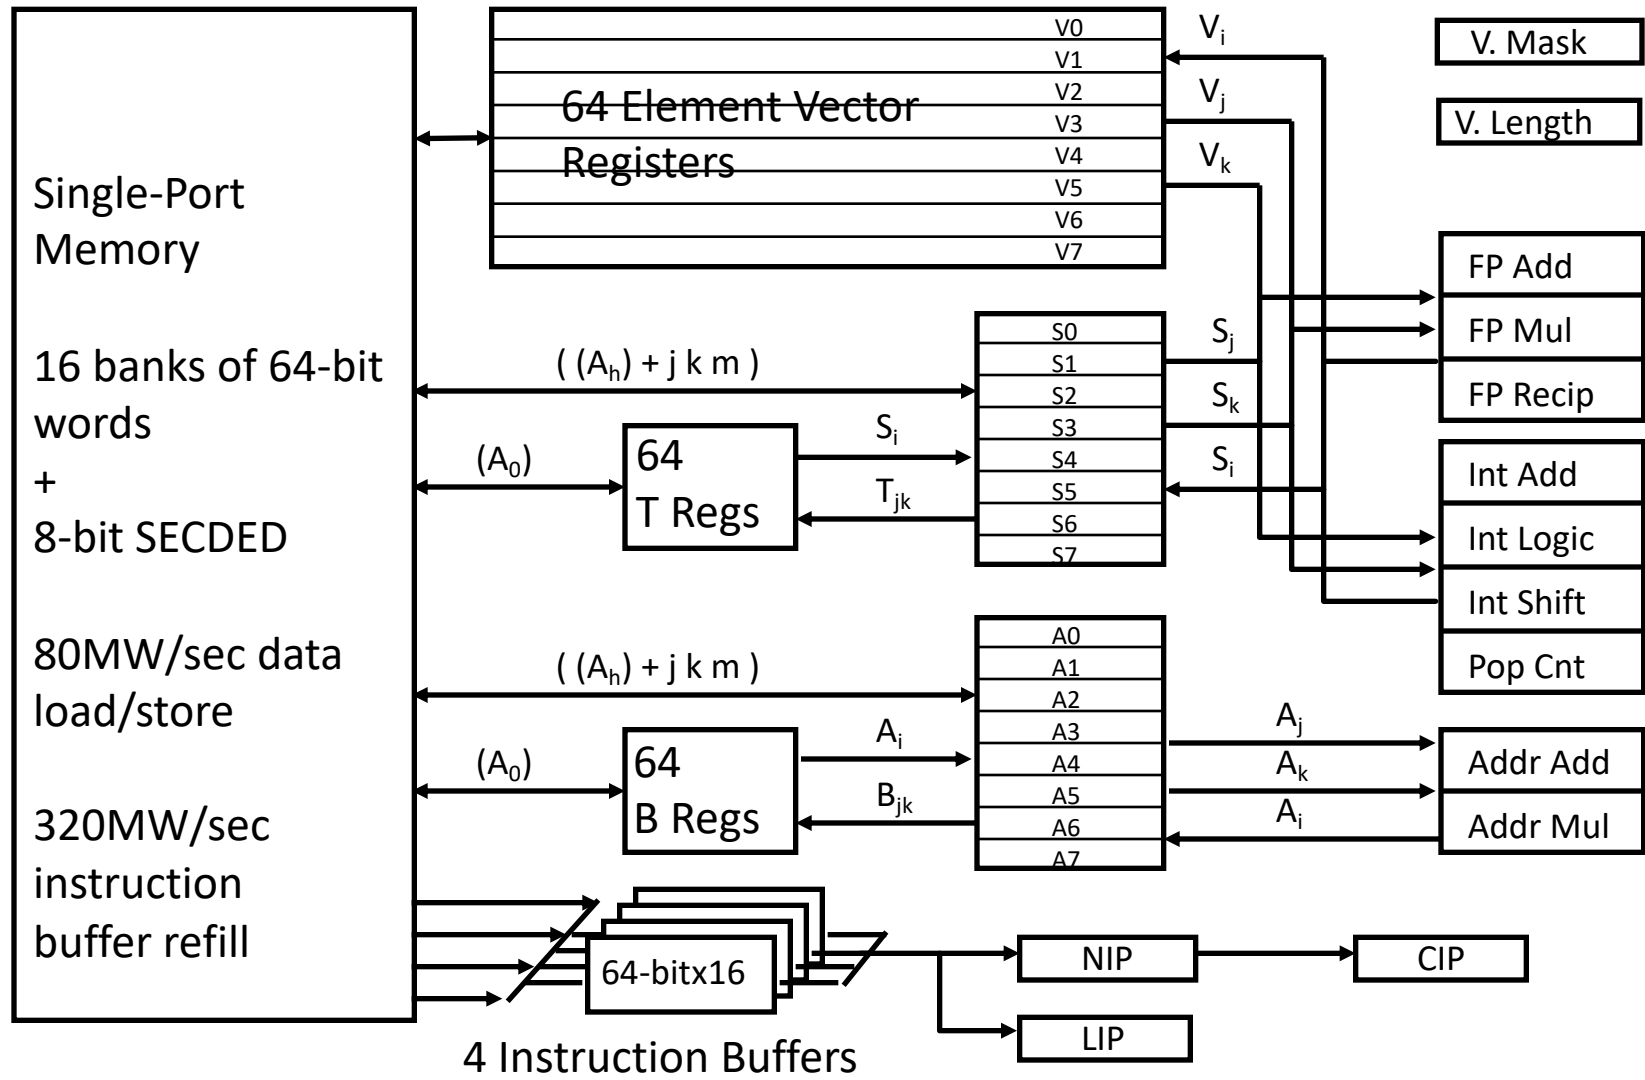 Single-Port
Memory
16 banks of 64-bit
words
+
8-bit SECDED
80MW/sec data
load/store
320MW/sec
instruction
buffer refill
64 Element Vector
Registers
V0
V1
V2
V3
V4
V5
V6
V7
Vi
Vj
Vk
V. Mask
V. Length
FP Add
FP Mul
FP Recip
( (Ah) + j k m )
(A0)
64
T Regs
Si
Tjk
S0
S1
S2
S3
S4
S5
S6
S7
Sj
Sk
Si
Int Add
Int Logic
Int Shift
Pop Cnt
( (Ah) + j k m )
(A0)
64
B Regs
Ai
Bjk
A0
A1
A2
A3
A4
A5
A6
A7
Aj
Ak
Ai
Addr Add
Addr Mul
64-bitx16
4 Instruction Buffers
NIP
CIP
LIP